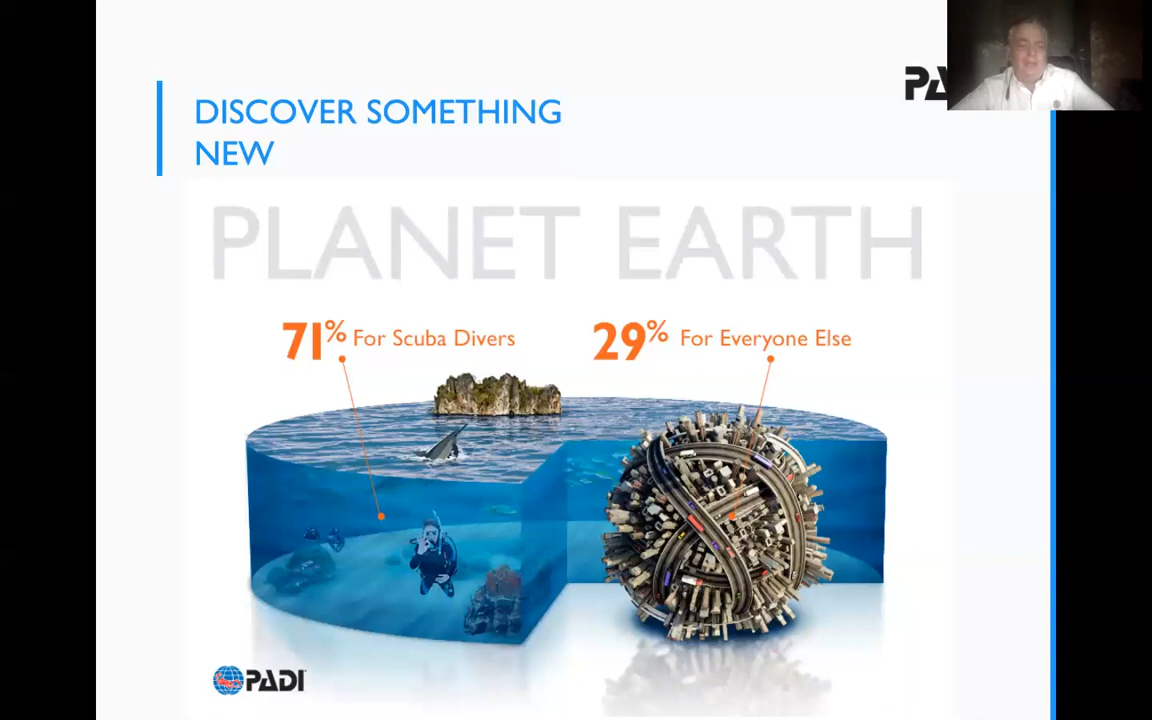 DISCOVER SOMETHING
NEW
PLANET EARTH
71% For Scuba Divers
29% For Everyone Else
PADI